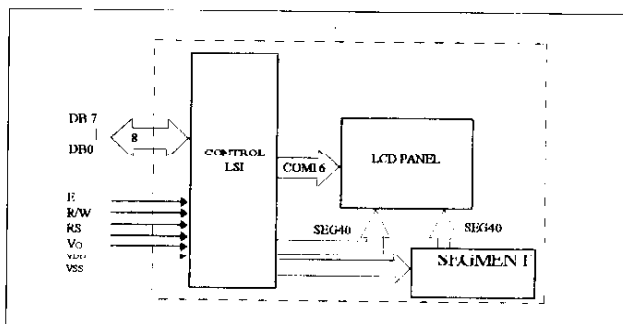 DB 7
DB0
8
CONTROL
LSI
COM16
LCD PANEL
E
R/W
RS
VO
VDD
VSS
SEG40
SEG40
SEGMENT